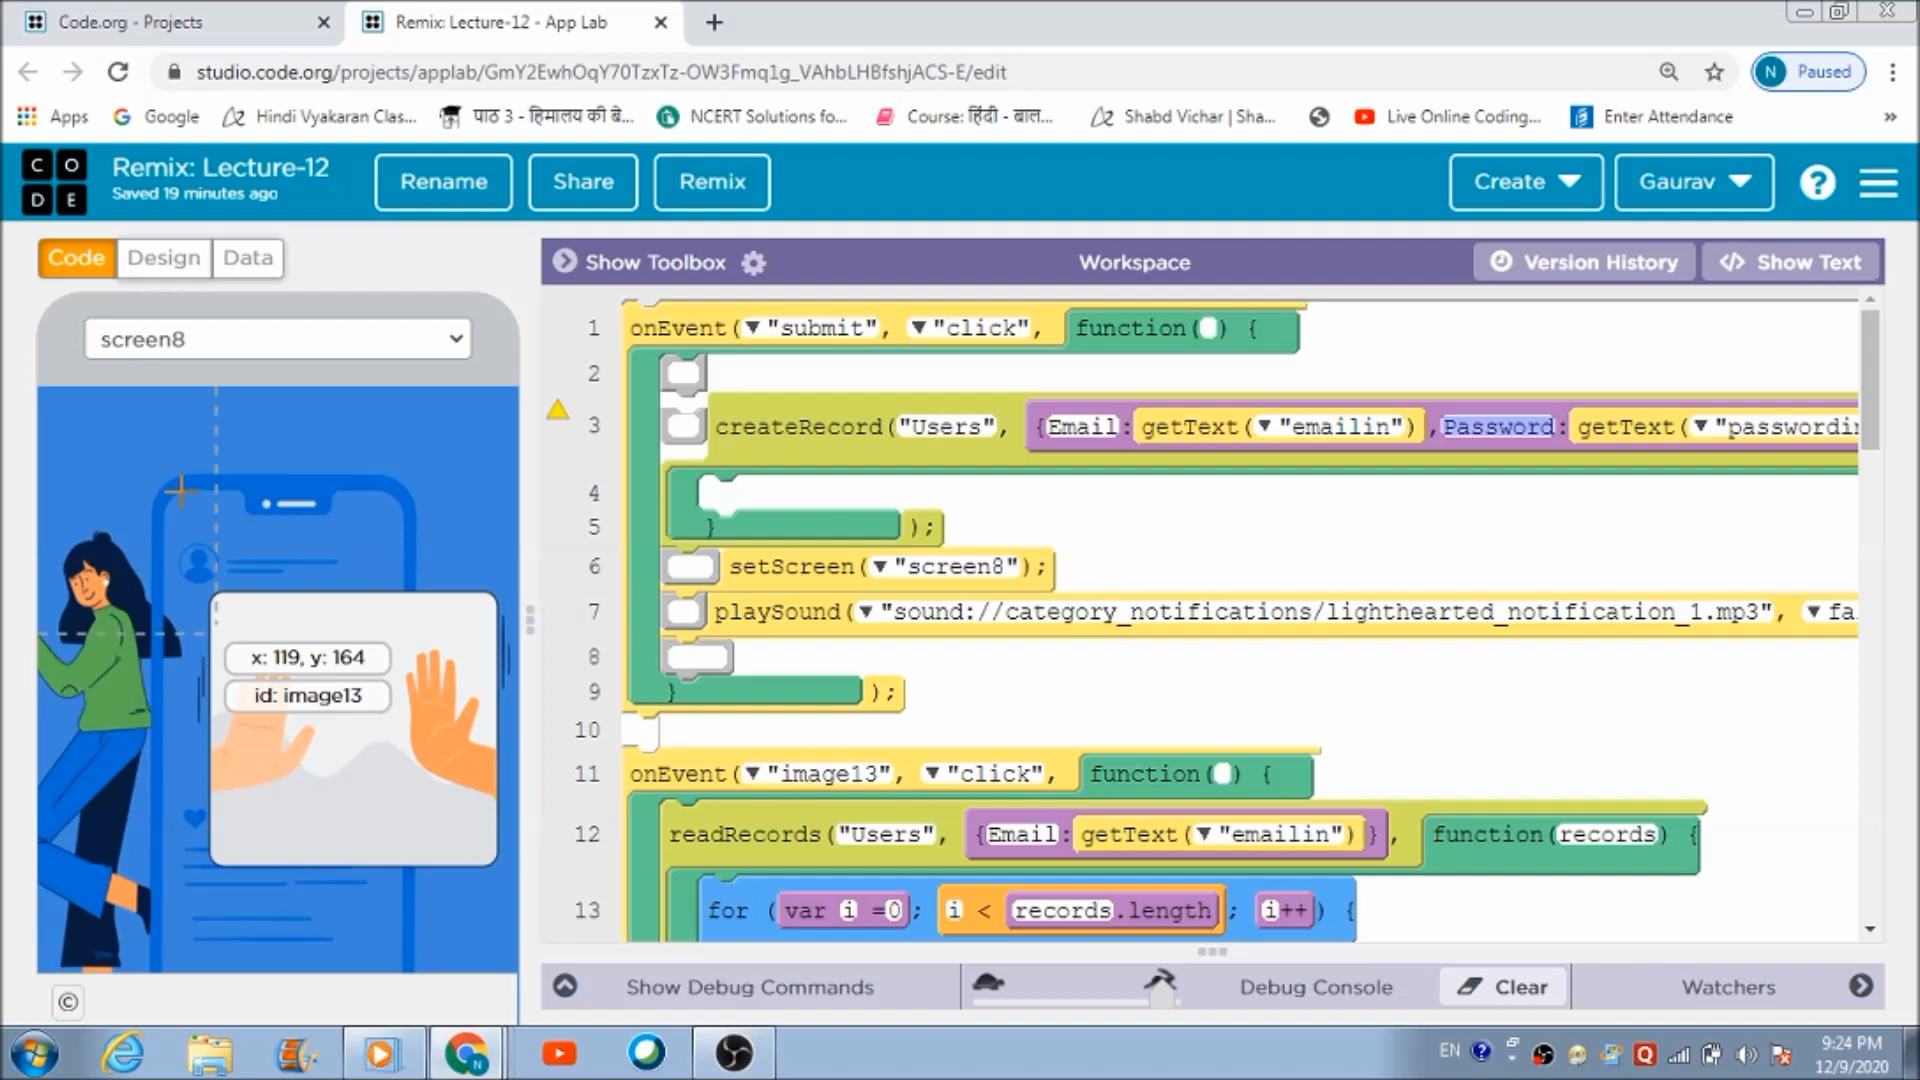 Code.org - Projects
Remix: Lecture-12 - App Lab
studio.code.org/projects/applab/GmY2EwhOqY70TzxTz-OW3Fmq1g_VAhbLHBfshjACS-E/edit
N Paused
Apps Google Hindi Vyakaran Clas... पाठ 3 - हिमालय की बे... NCERT Solutions fo... Course: हिंदी - बाल... Shabd Vichar | Sha... Live Online Coding... Enter Attendance »
CO
DE
Remix: Lecture-12
Saved 19 minutes ago
Rename Share Remix Create Gaurav ?
Code Design Data
Show Toolbox Workspace Version History Show Text
screen8
x: 119, y: 164
id: image13
1 onEvent( "submit", "click", function( ) {
2
3 createRecord("Users", {Email:getText( "emailin"),Password:getText( "passwordin
4
5 } );
6 setScreen( "screen8");
7 playSound( "sound://category_notifications/lighthearted_notification_1.mp3", fa
8
9 } );
10
11 onEvent( "image13", "click", function( ) {
12 readRecords("Users", {Email:getText( "emailin") }, function(records) {
13 for (var i =0; i < records.length; i++) {
Show Debug Commands Debug Console Clear Watchers
©
EN
9:24 PM
12/9/2020